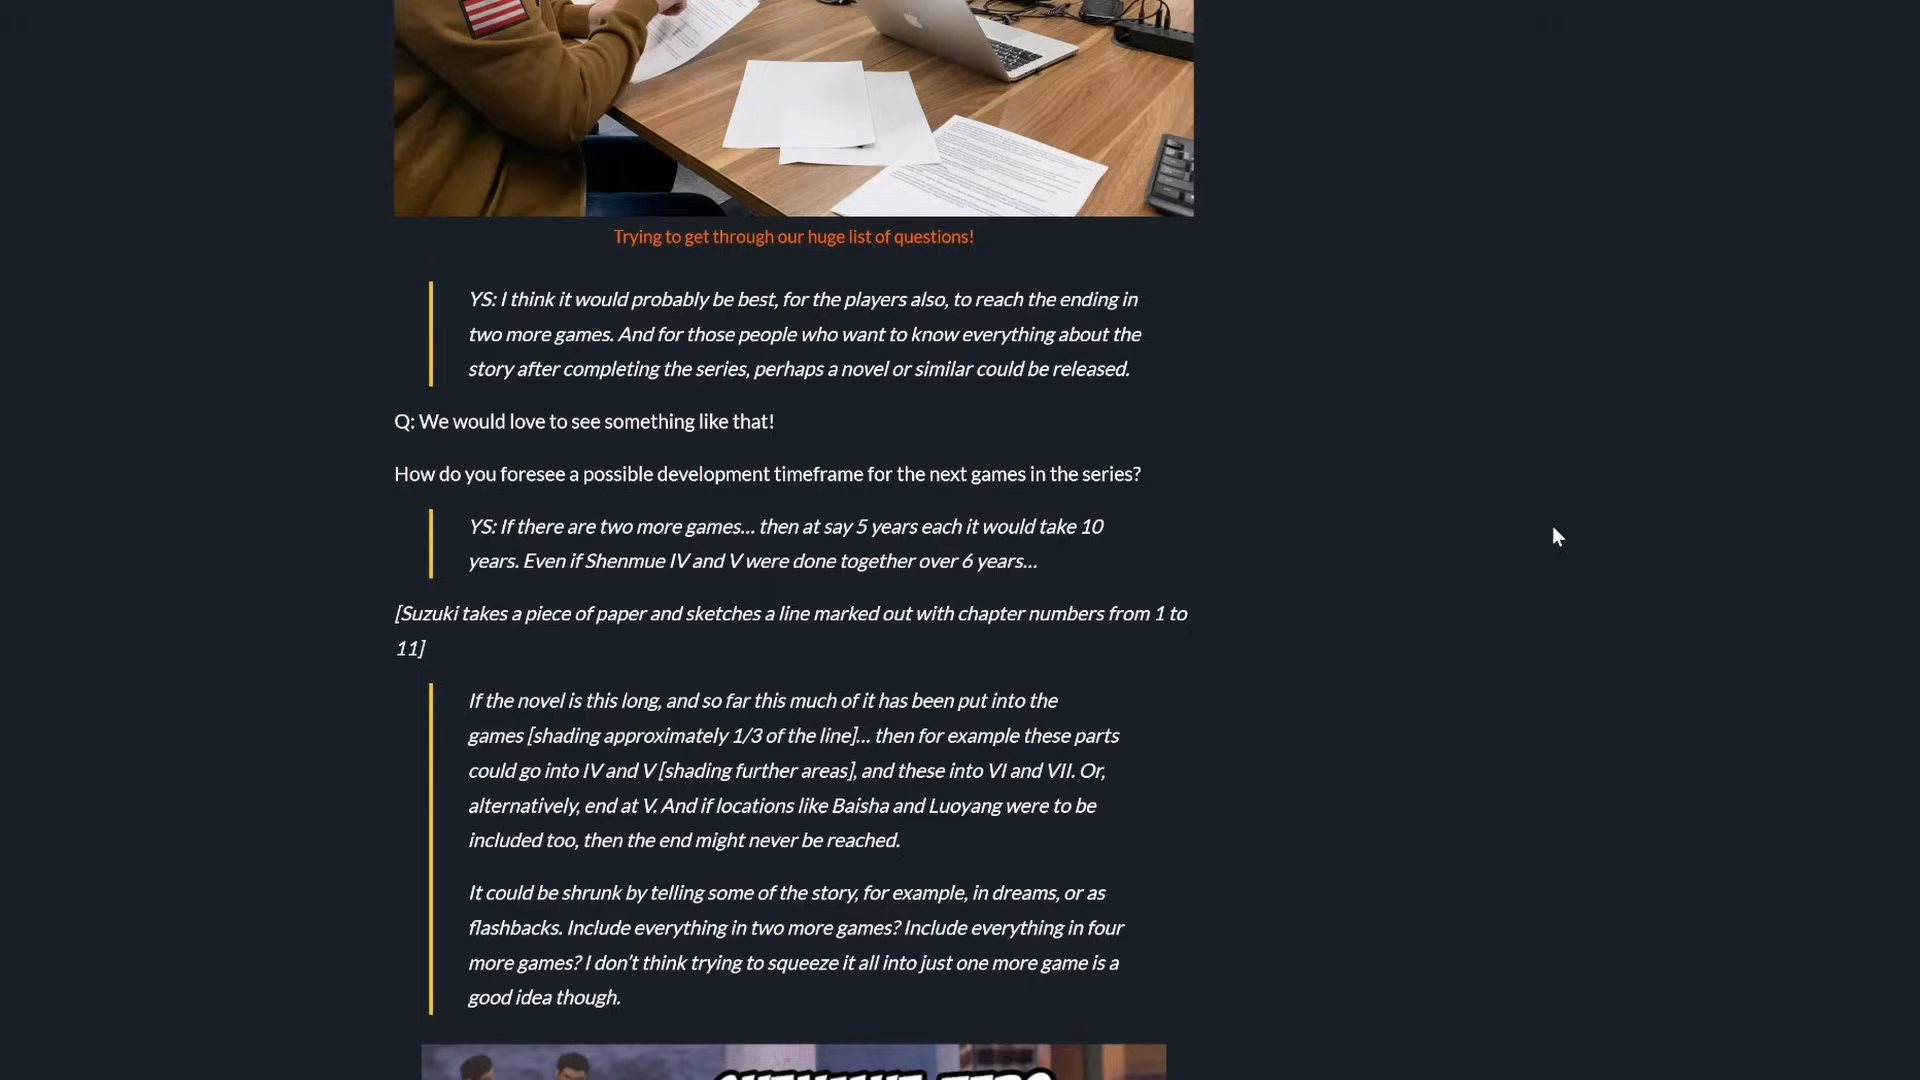 Trying to get through our huge list of questions!
YS: I think it would probably be best, for the players also, to reach the ending in
two more games. And for those people who want to know everything about the
story after completing the series, perhaps a novel or similar could be released.
Q: We would love to see something like that!
How do you foresee a possible development timeframe for the next games in the series?
YS: If there are two more games… then at say 5 years each it would take 10
years. Even if Shenmue IV and V were done together over 6 years…
[Suzuki takes a piece of paper and sketches a line marked out with chapter numbers from 1 to
11]
If the novel is this long, and so far this much of it has been put into the
games [shading approximately 1/3 of the line]… then for example these parts
could go into IV and V [shading further areas], and these into VI and VII. Or,
alternatively, end at V. And if locations like Baisha and Luoyang were to be
included too, then the end might never be reached.
It could be shrunk by telling some of the story, for example, in dreams, or as
flashbacks. Include everything in two more games? Include everything in four
more games? I don’t think trying to squeeze it all into just one more game is a
good idea though.